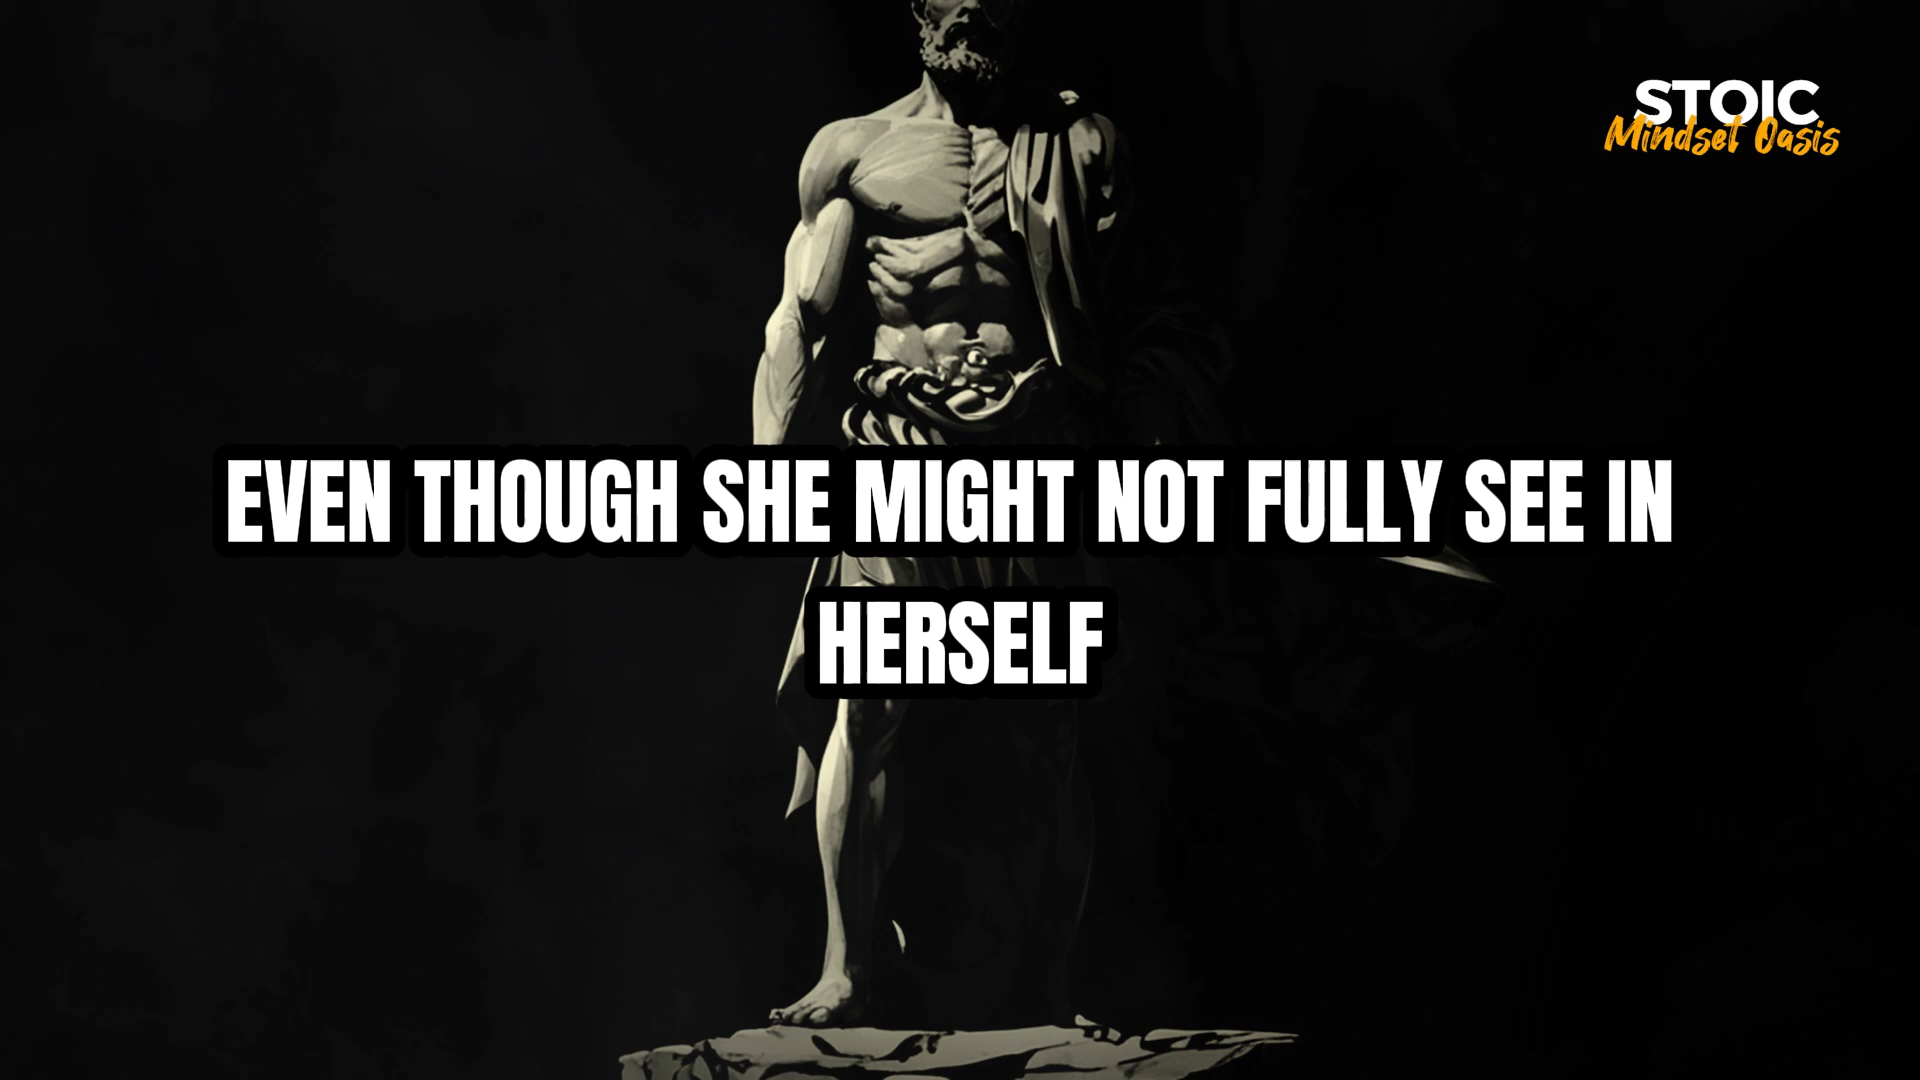 STOIC
Mindset Oasis
EVEN THOUGH SHE MIGHT NOT FULLY SEE IN
HERSELF